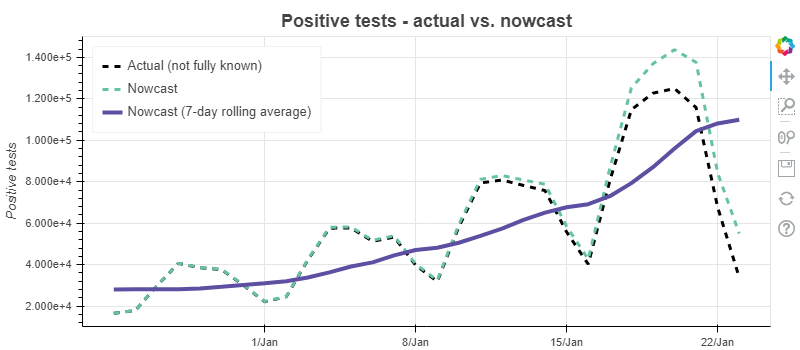 Positive tests - actual vs. nowcast
Actual (not fully known)
Nowcast
Nowcast (7-day rolling average)
Positive tests
1.400e+5
1.200e+5
1.000e+5
8.000e+4
6.000e+4
4.000e+4
2.000e+4
1/Jan
8/Jan
15/Jan
22/Jan